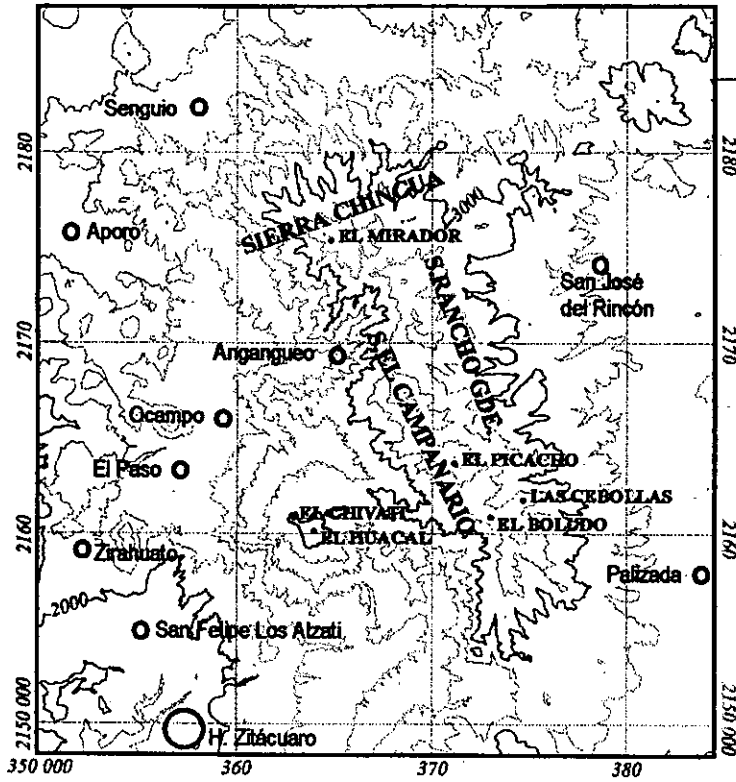 Senguio
2180
2180
SIERRA CHINCUA
3000
Aporo
EL MIRADOR
San José
del Rincón
S. RANCHO GDE.
2170
2170
Angangueo
S. EL CAMPANARIO
Ocampo
El Paso
EL PICACHO
LAS CEBOLLAS
EL CHIVATI
EL BOLUDO
EL HUACAL
2160
2160
Zirahuato
Palizada
2000
San Felipe Los Alzati
2150 000
2150 000
H. Zitácuaro
350 000
360
370
380